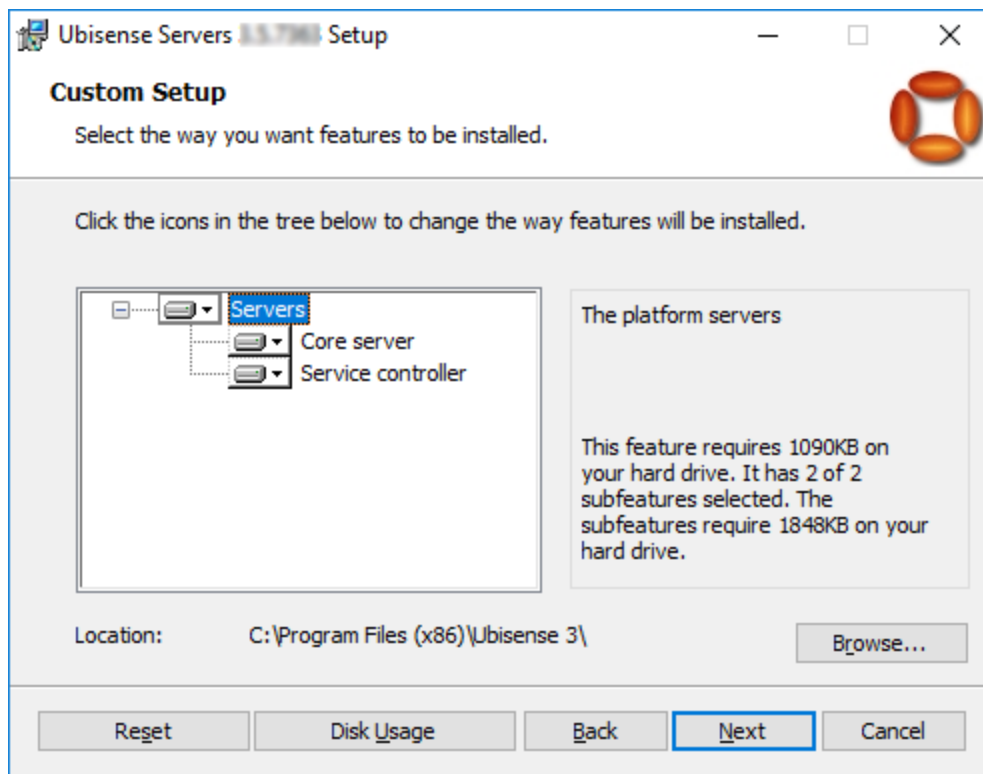 Ubisense Servers Setup
Custom Setup
Select the way you want features to be installed.
Click the icons in the tree below to change the way features will be installed.
Servers
Core server
Service controller
The platform servers
This feature requires 1090KB on
your hard drive. It has 2 of 2
subfeatures selected. The
subfeatures require 1848KB on your
hard drive.
Location: C:\Program Files (x86)\Ubisense 3\
Browse...
Reset Disk Usage Back Next Cancel